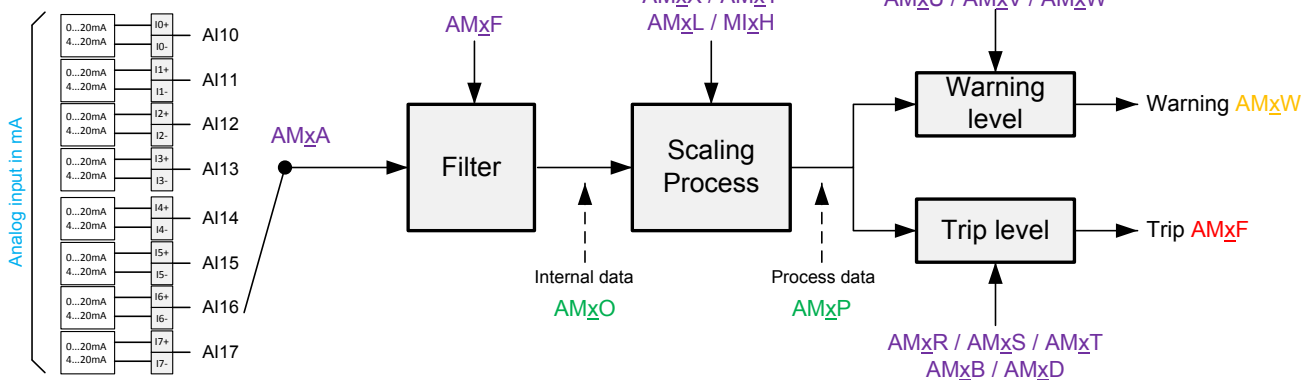 AMxL / MIxH
AMxF
Analog input in mA
0...20mA
4...20mA
I0+
I0-
AI10
0...20mA
4...20mA
I1+
I1-
AI11
0...20mA
4...20mA
I2+
I2-
AI12
0...20mA
4...20mA
I3+
I3-
AI13
0...20mA
4...20mA
I4+
I4-
AI14
0...20mA
4...20mA
I5+
I5-
AI15
0...20mA
4...20mA
I6+
I6-
AI16
0...20mA
4...20mA
I7+
I7-
AI17
AMxA
Filter
Internal data
AMxO
Scaling
Process
Process data
AMxP
AMxU / AMxV / AMxW
Warning
level
Warning AMxW
Trip level
Trip AMxF
AMxR / AMxS / AMxT
AMxB / AMxD